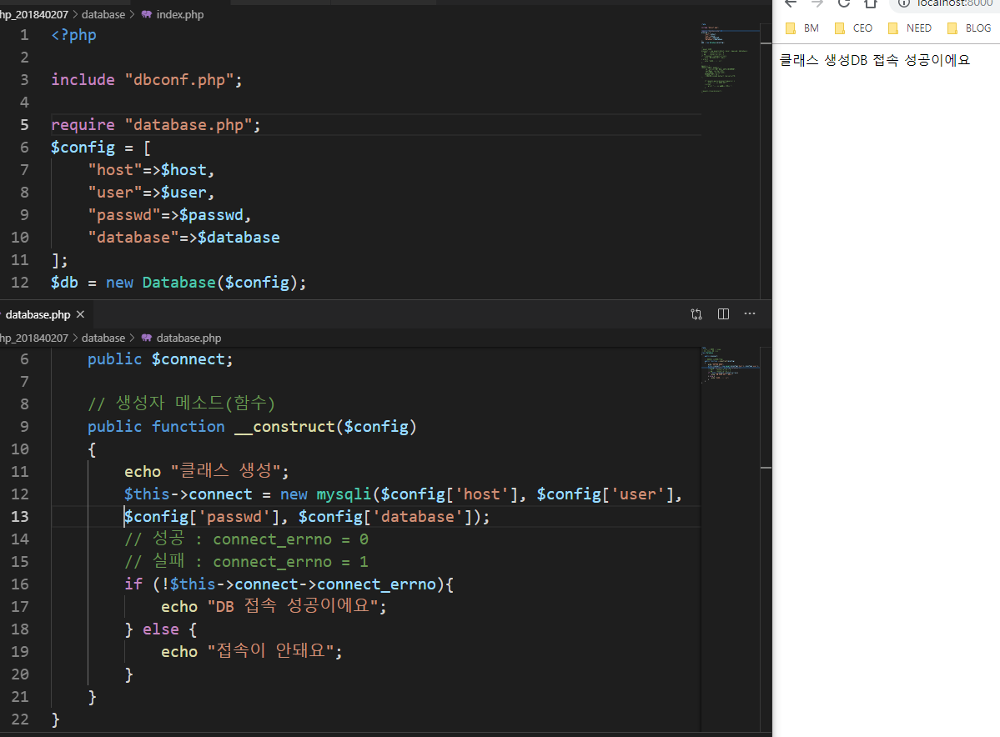 hp_201840207 > database > index.php
1 <?php
2
3 include "dbconf.php";
4
5 require "database.php";
6 $config = [
7 "host"=>$host,
8 "user"=>$user,
9 "passwd"=>$passwd,
10 "database"=>$database
11 ];
12 $db = new Database($config);
database.php ×
hp_201840207 > database > database.php
6 public $connect;
7
8 // 생성자 메소드(함수)
9 public function __construct($config)
10 {
11 echo "클래스 생성";
12 $this->connect = new mysqli($config['host'], $config['user'],
13 $config['passwd'], $config['database']);
14 // 성공 : connect_errno = 0
15 // 실패 : connect_errno = 1
16 if (!$this->connect->connect_errno){
17 echo "DB 접속 성공이에요";
18 } else {
19 echo "접속이 안돼요";
20 }
21 }
22 }
localhost:8000
BM CEO NEED BLOG
클래스 생성DB 접속 성공이에요